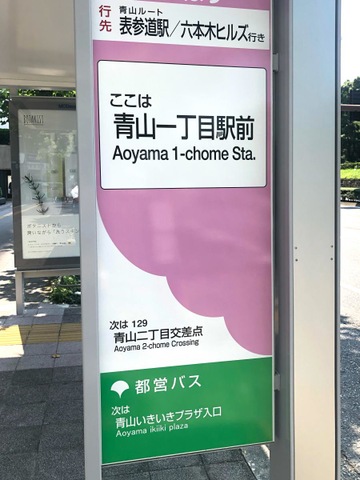 行先
青山ルート
表参道駅/六本木ヒルズ行き
ここは
青山一丁目駅前
Aoyama 1-chome Sta.
次は 129
青山二丁目交差点
Aoyama 2-chome Crossing
都営バス
次は
青山いきいきプラザ入口
Aoyama ikiiki plaza